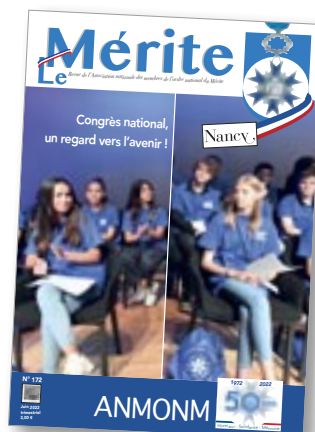 Le Mérite
Revue de l'Association nationale des membres de l'ordre national du Mérite
Congrès national,
un regard vers l'avenir !
Nancy,
N° 172
Juin 2022
trimestriel
ANMONM
1972 2022
50